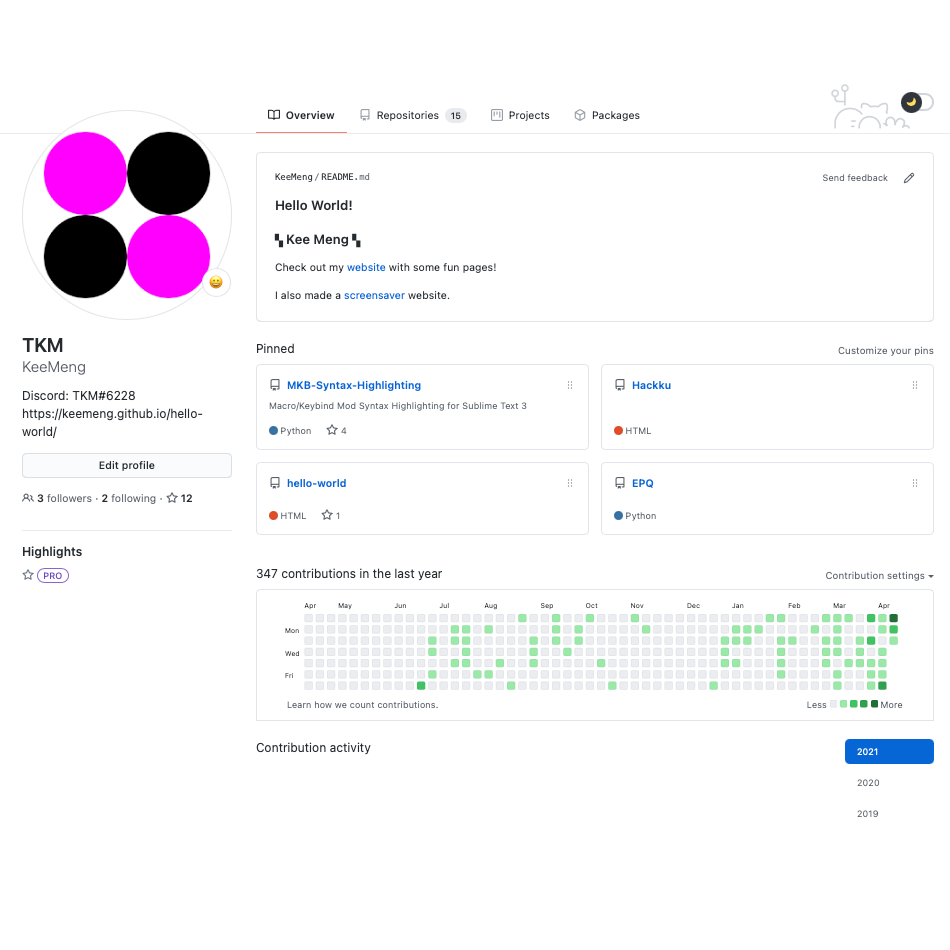 Overview
Repositories 15
Projects
Packages
TKM
KeeMeng
Discord: TKM#6228
https://keemeng.github.io/hello-
world/
Edit profile
3 followers · 2 following · 12
Highlights
PRO
KeeMeng / README.md
Send feedback
Hello World!
▚ Kee Meng ▚
Check out my website with some fun pages!
I also made a screensaver website.
Pinned
Customize your pins
MKB-Syntax-Highlighting
Macro/Keybind Mod Syntax Highlighting for Sublime Text 3
Python 4
Hackku
HTML
hello-world
HTML 1
EPQ
Python
347 contributions in the last year
Contribution settings
Apr May Jun Jul Aug Sep Oct Nov Dec Jan Feb Mar Apr
Mon
Wed
Fri
Learn how we count contributions.
Less More
Contribution activity
2021
2020
2019